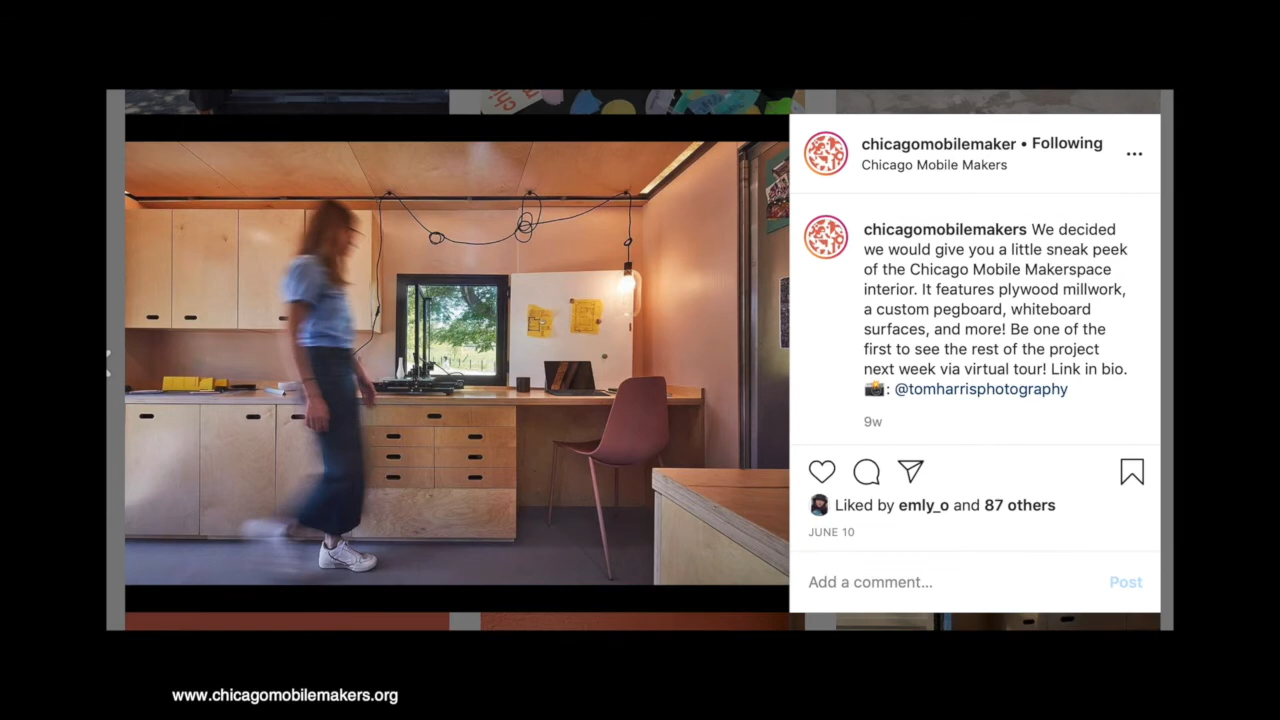 chicagomobilemaker • Following
Chicago Mobile Makers
chicagomobilemakers We decided
we would give you a little sneak peek
of the Chicago Mobile Makerspace
interior. It features plywood millwork,
a custom pegboard, whiteboard
surfaces, and more! Be one of the
first to see the rest of the project
next week via virtual tour! Link in bio.
📸: @tomharrisphotography
9w
Liked by emly_o and 87 others
JUNE 10
Add a comment... Post
www.chicagomobilemakers.org